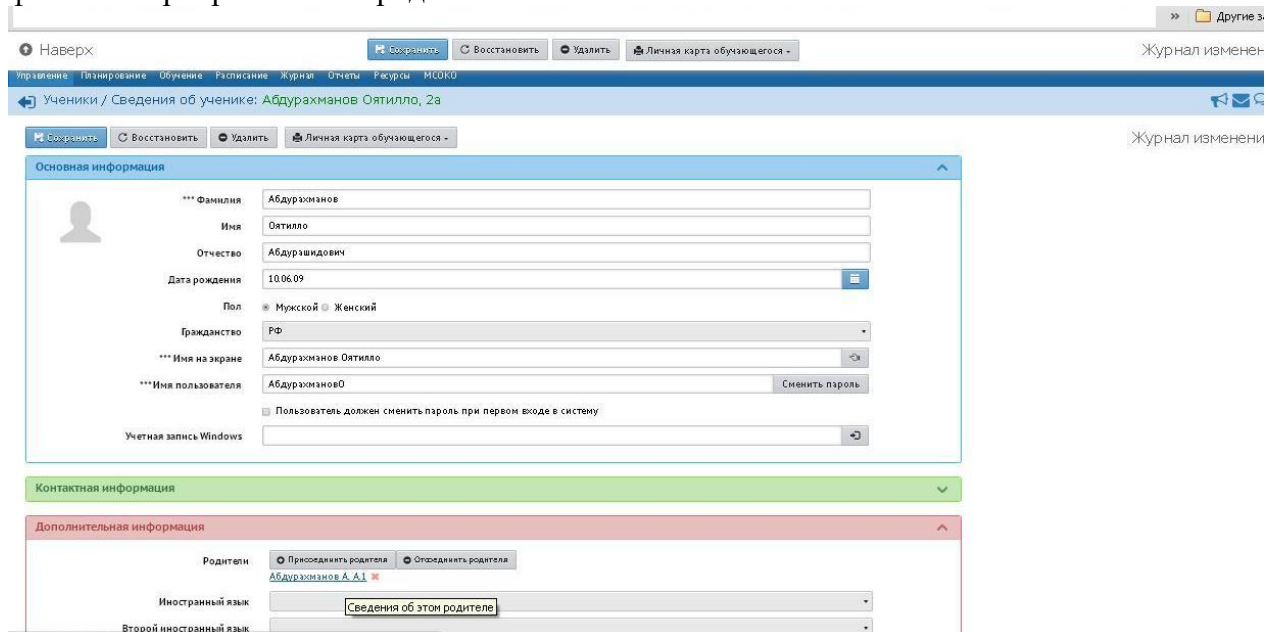 » Другие за
Наверх Сохранить Восстановить Удалить Личная карта обучающегося Журнал изменен
Управление Планирование Обучение Расписание Журнал Отчеты Ресурсы МСОКО
Ученики / Сведения об ученике: Абдурахманов Оятилло, 2а
Сохранить Восстановить Удалить Личная карта обучающегося Журнал изменени
Основная информация
*** Фамилия Абдурахманов
Имя Оятилло
Отчество Абдурашидович
Дата рождения 10.06.09
Пол Мужской Женский
Гражданство РФ
*** Имя на экране Абдурахманов Оятилло
***Имя пользователя АбдурахмановО Сменить пароль
Пользователь должен сменить пароль при первом входе в систему
Учетная запись Windows
Контактная информация
Дополнительная информация
Родители Присоединить родителя Отсоединить родителя
Абдурахманов А. А.1
Иностранный язык
Сведения об этом родителе
Второй иностранный язык